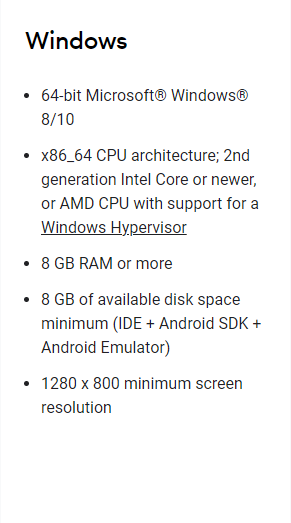 Windows
• 64-bit Microsoft® Windows®
8/10
• x86_64 CPU architecture; 2nd
generation Intel Core or newer,
or AMD CPU with support for a
Windows Hypervisor
• 8 GB RAM or more
• 8 GB of available disk space
minimum (IDE + Android SDK +
Android Emulator)
• 1280 x 800 minimum screen
resolution